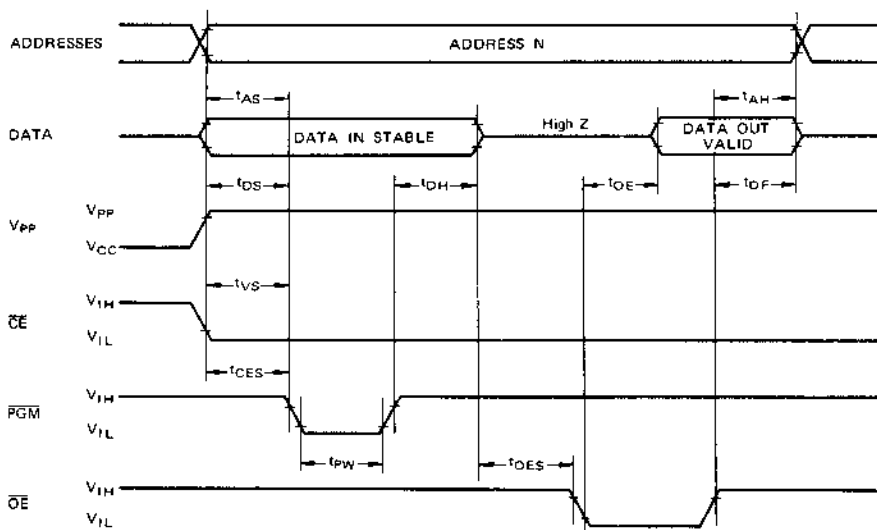 ADDRESSES
ADDRESS N
tAS
tAH
DATA
DATA IN STABLE
High Z
DATA OUT
VALID
tDS
tDH
tOE
tDF
VPP
VPP
VCC
tVS
CE
VIH
VIL
tCES
PGM
VIH
VIL
tPW
tOES
OE
VIH
VIL